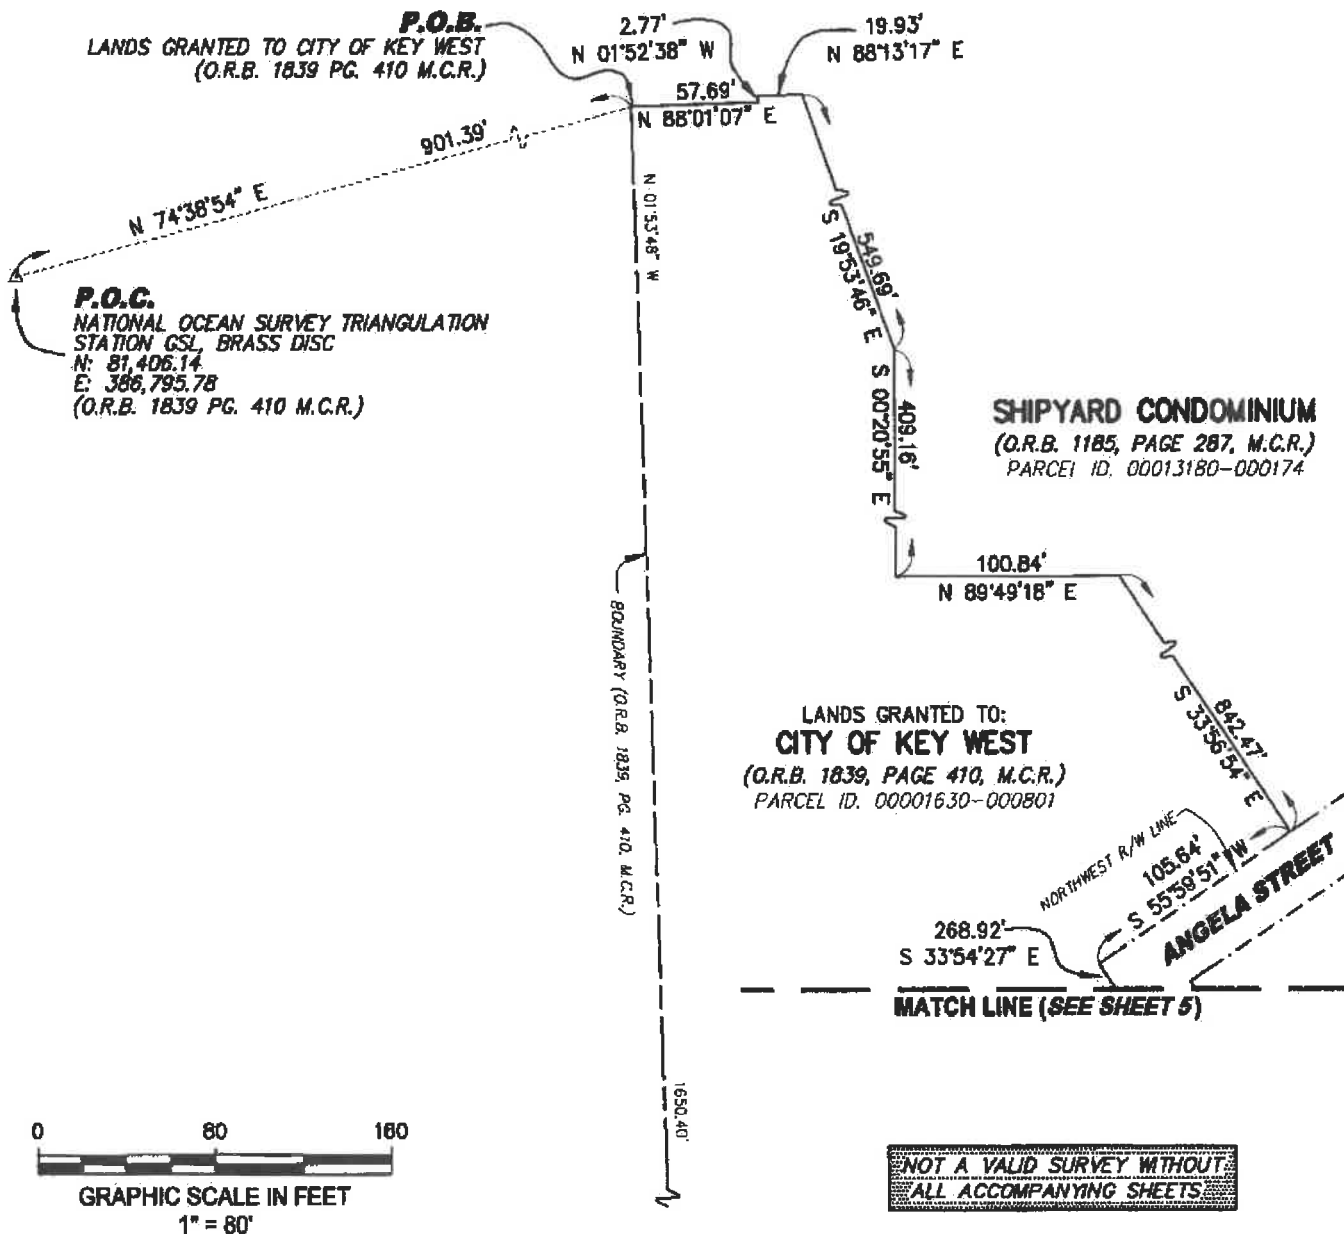 P.O.B.
LANDS GRANTED TO CITY OF KEY WEST
(O.R.B. 1839 PG. 410 M.C.R.)
2.77'
N 01°52'38" W
19.93'
N 88°13'17" E
57.69'
N 88°01'07" E
901.39'
N 74°38'54" E
P.O.C.
NATIONAL OCEAN SURVEY TRIANGULATION
STATION GSL, BRASS DISC
N: 81,406.14
E: 386,795.78
(O.R.B. 1839 PG. 410 M.C.R.)
N 01°53'48" W
549.69'
S 19°53'46" E
409.16'
S 00°20'55" E
SHIPYARD CONDOMINIUM
(O.R.B. 1185, PAGE 287, M.C.R.)
PARCEL ID. 00013180-000174
100.84'
N 89°49'18" E
BOUNDARY (O.R.B. 1839, PG. 410, M.C.R.)
842.47'
S 33°56'54" E
LANDS GRANTED TO:
CITY OF KEY WEST
(O.R.B. 1839, PAGE 410, M.C.R.)
PARCEL ID. 00001630-000801
NORTHWEST R/W LINE
105.64'
S 55°59'51" W
ANGELA STREET
268.92'
S 33°54'27" E
MATCH LINE (SEE SHEET 5)
1650.40'
0 80 160
GRAPHIC SCALE IN FEET
1" = 80'
NOT A VALID SURVEY WITHOUT
ALL ACCOMPANYING SHEETS